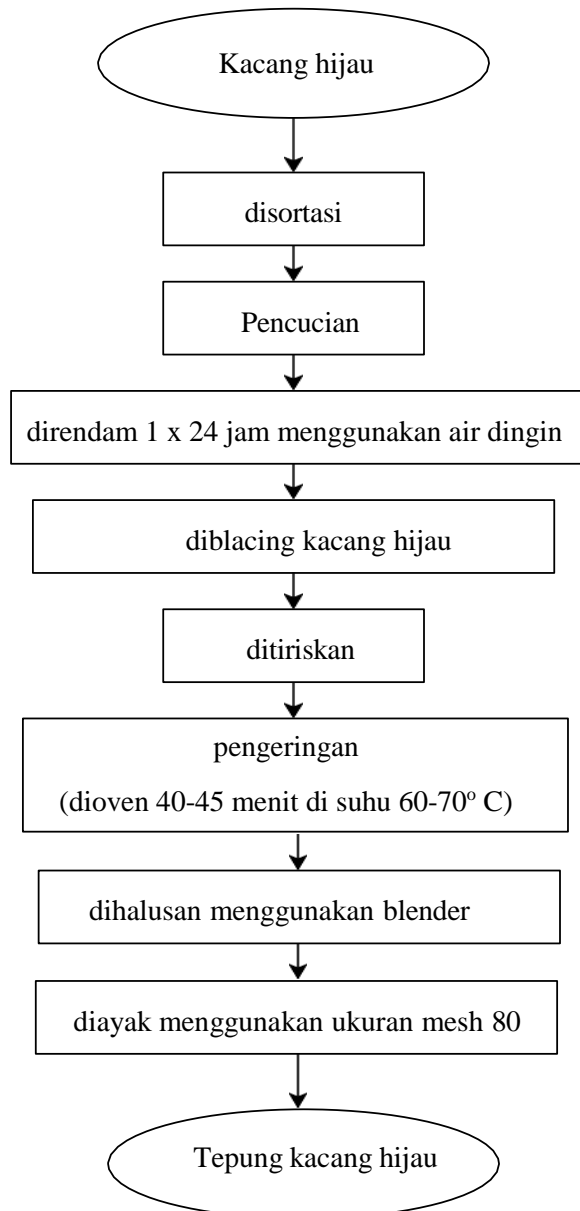 Kacang hijau
disortasi
Pencucian
direndam 1 x 24 jam menggunakan air dingin
diblacing kacang hijau
ditiriskan
pengeringan
(dioven 40-45 menit di suhu 60-70º C)
dihalusan menggunakan blender
diayak menggunakan ukuran mesh 80
Tepung kacang hijau